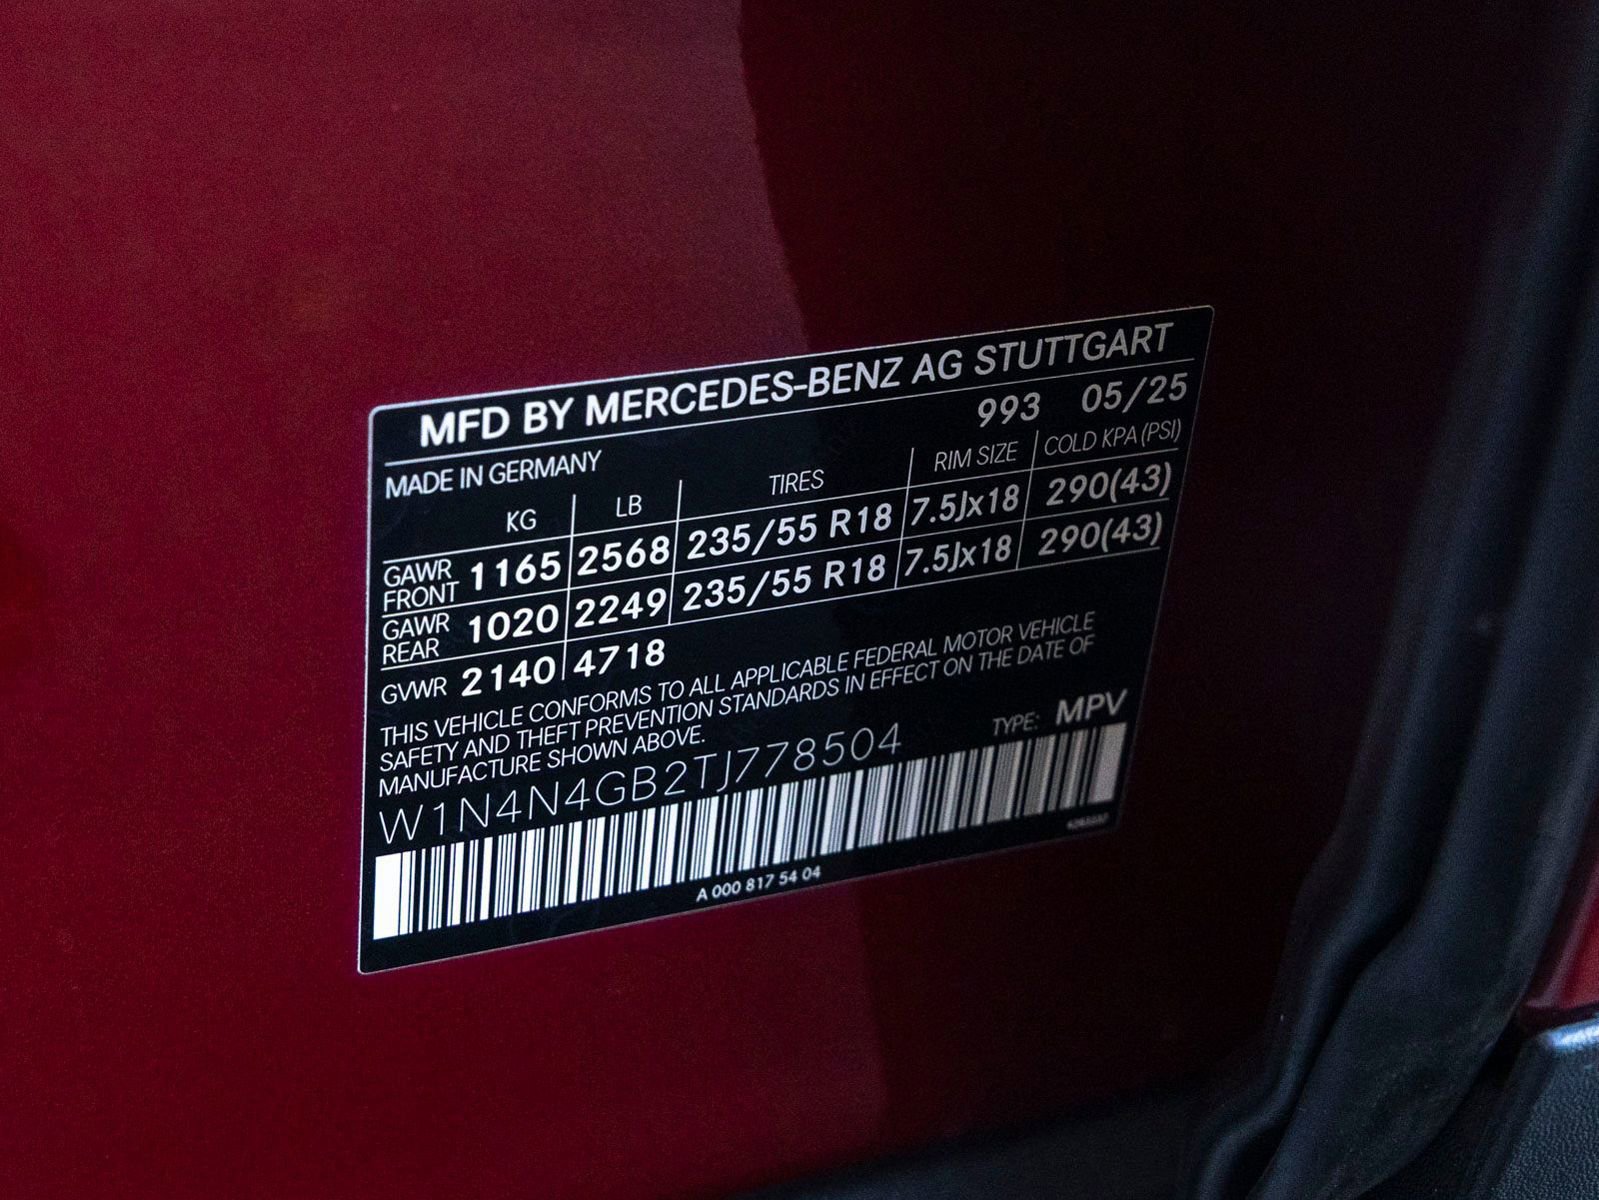 MFD BY MERCEDES-BENZ AG STUTTGART
993 05/25
MADE IN GERMANY
KG LB TIRES RIM SIZE COLD KPA (PSI)
GAWR FRONT 1165 2568 235/55 R18 7.5Jx18 290(43)
GAWR REAR 1020 2249 235/55 R18 7.5Jx18 290(43)
GVWR 2140 4718
THIS VEHICLE CONFORMS TO ALL APPLICABLE FEDERAL MOTOR VEHICLE
SAFETY AND THEFT PREVENTION STANDARDS IN EFFECT ON THE DATE OF
MANUFACTURE SHOWN ABOVE.
TYPE: MPV
W1N4N4GB2TJ778504
A 000 817 54 04